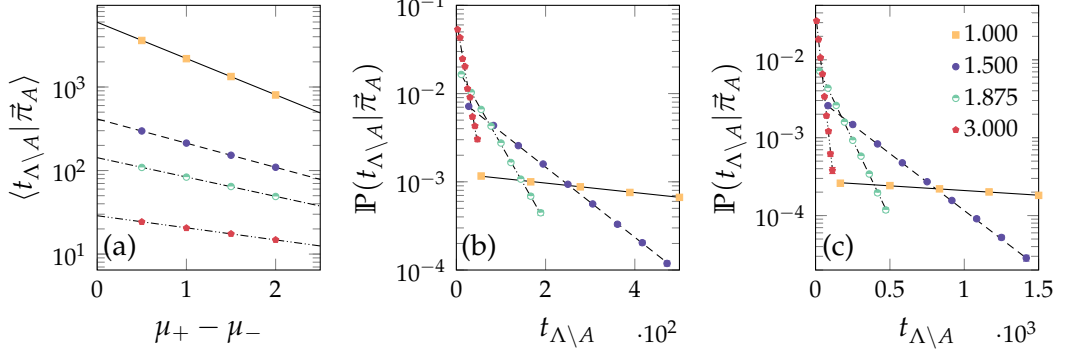 ⟨t_{Λ\A}|π⃗_A⟩
10^3
10^2
10^1
(a)
0 1 2
μ_+ − μ_−
ℙ(t_{Λ\A}|π⃗_A)
10^{-1}
10^{-2}
10^{-3}
10^{-4}
(b)
0 2 4
t_{Λ\A} ·10^2
ℙ(t_{Λ\A}|π⃗_A)
10^{-2}
10^{-3}
10^{-4}
(c)
0 0.5 1 1.5
t_{Λ\A} ·10^3
1.000
1.500
1.875
3.000